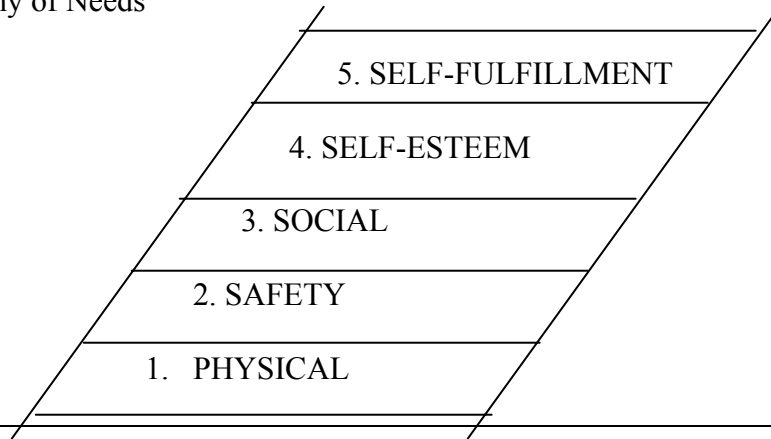 of Needs
5. SELF-FULFILLMENT
4. SELF-ESTEEM
3. SOCIAL
2. SAFETY
1. PHYSICAL